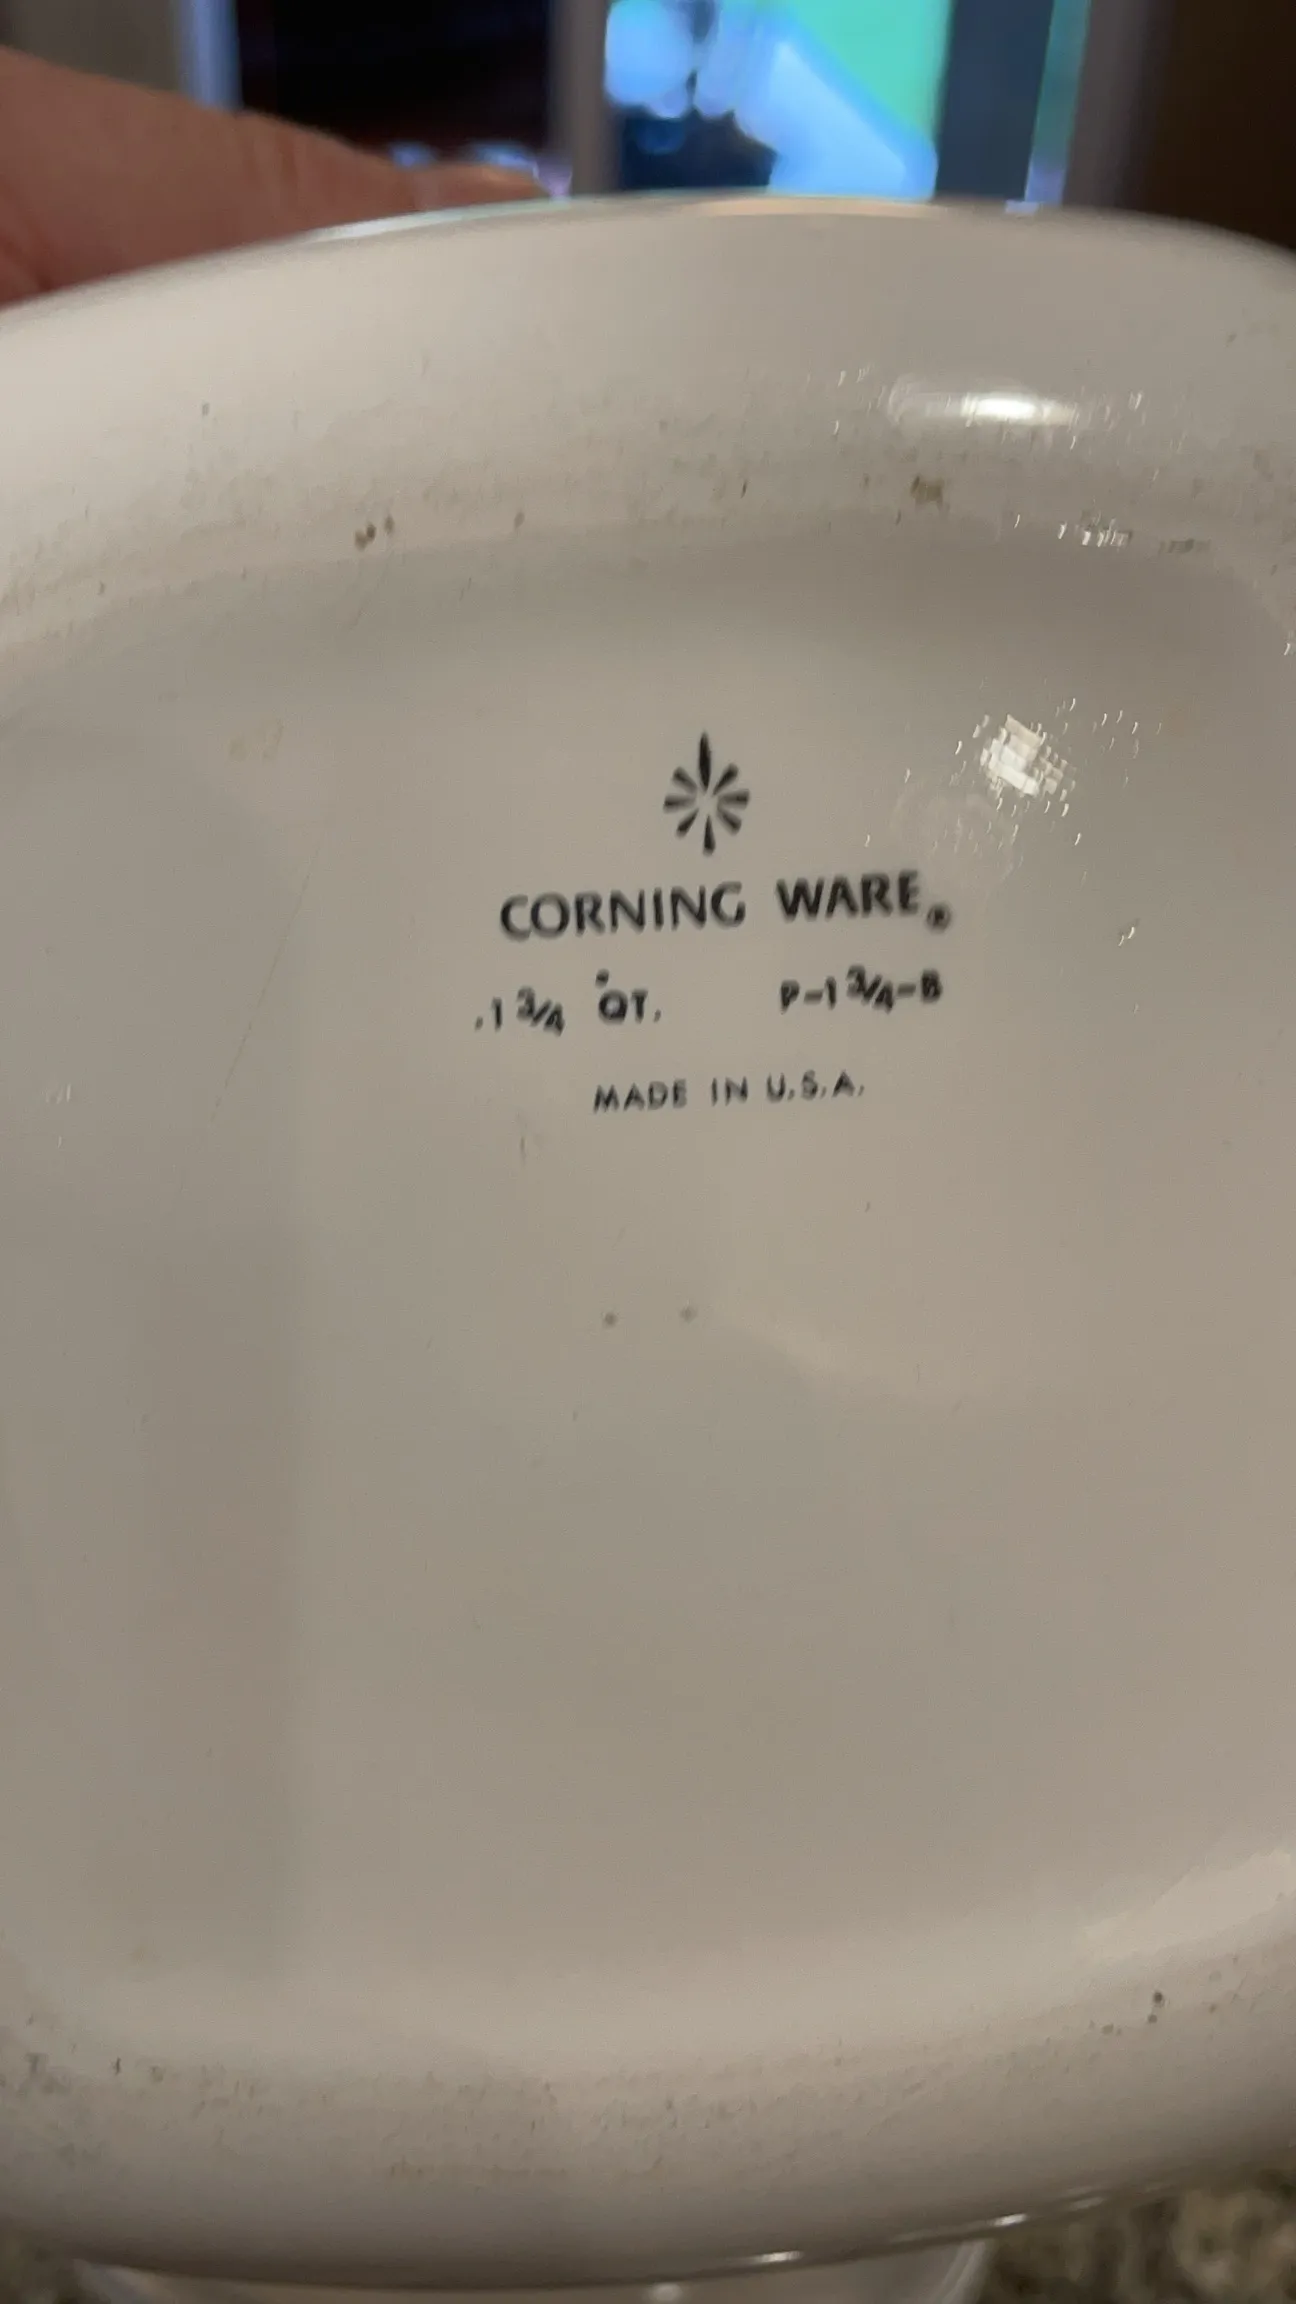 CORNING WARE®
1 3/4 QT. P-1 3/4-B
MADE IN U.S.A.